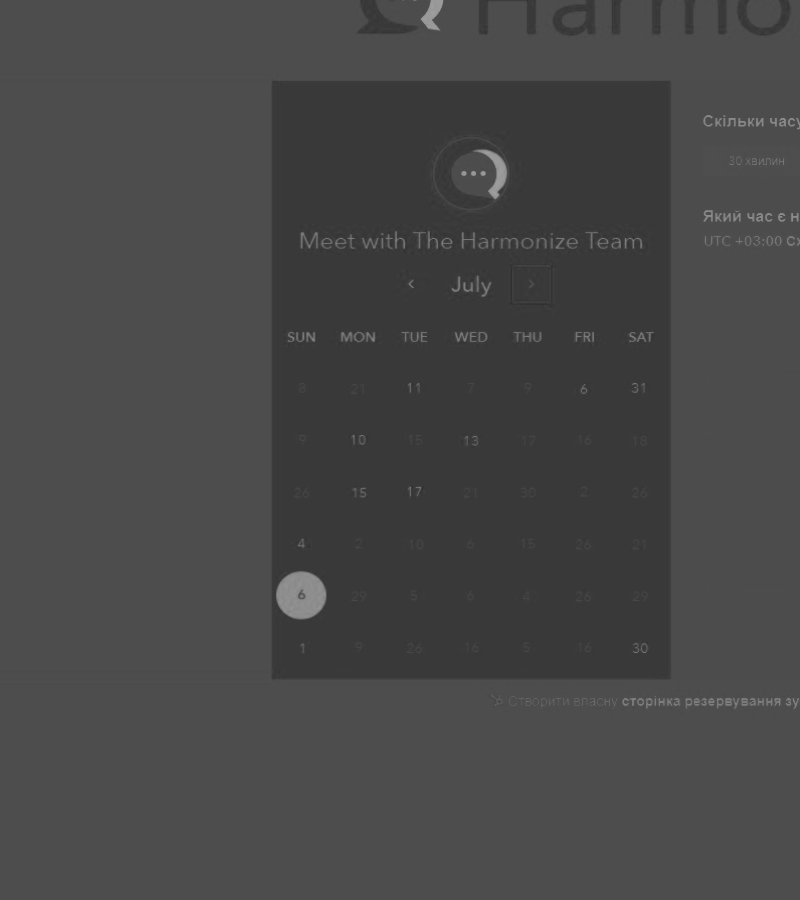 Harmo
Скільки часу
30 хвилин
Meet with The Harmonize Team
Який час є н
UTC +03:00 Сх
July
SUN MON TUE WED THU FRI SAT
8 21 11 7 9 6 31
9 10 15 13 17 16 18
26 15 17 21 30 2 26
4 2 10 6 15 26 21
6 29 5 6 4 26 29
1 9 26 16 5 16 30
Створити власну сторінка резервування зу